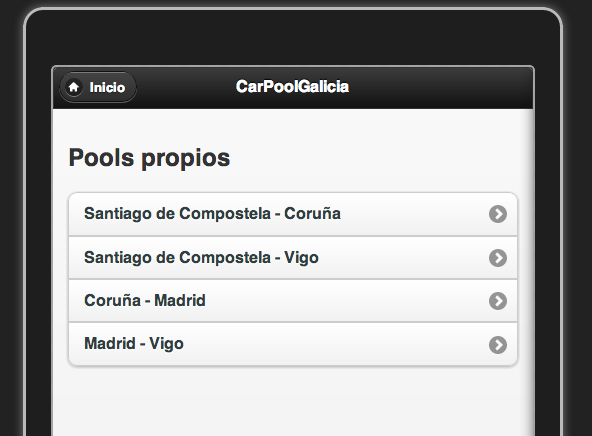 Inicio
CarPoolGalicia
Pools propios
Santiago de Compostela - Coruña
Santiago de Compostela - Vigo
Coruña - Madrid
Madrid - Vigo